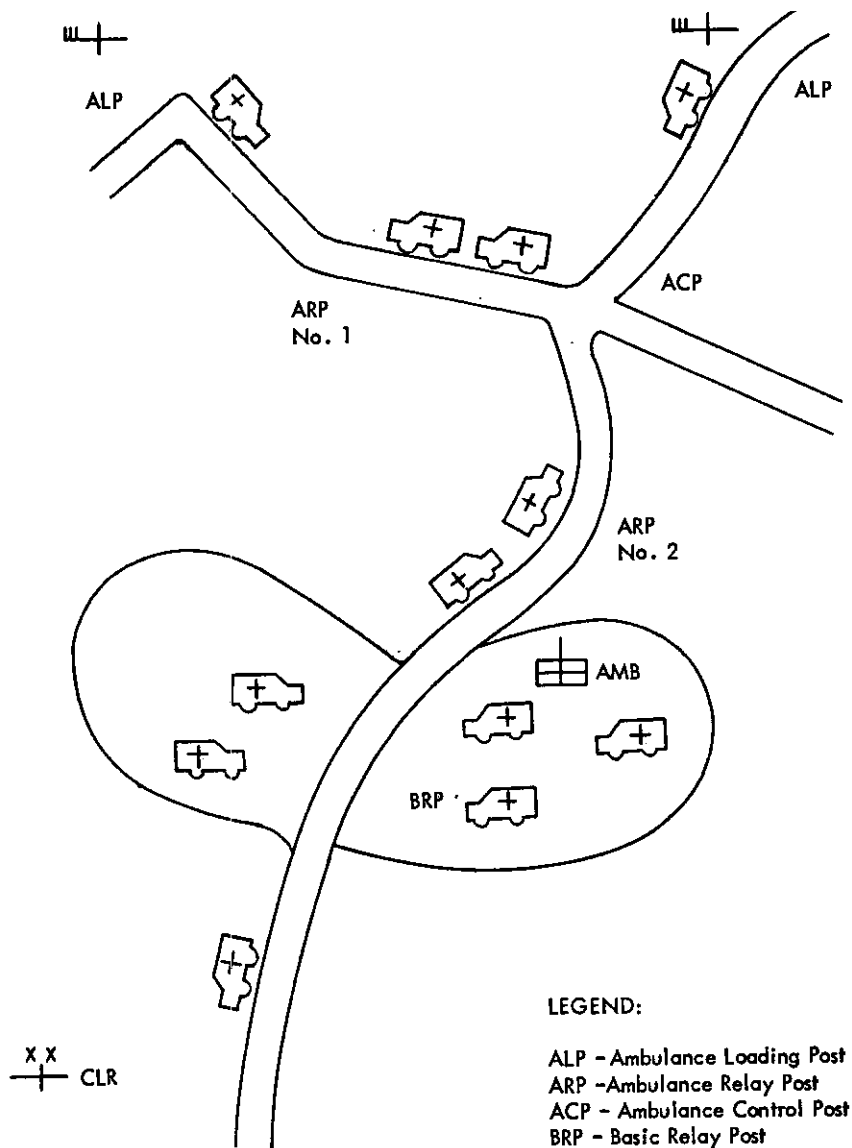 ALP
ALP
ACP
ARP
No. 1
ARP
No. 2
AMB
BRP
X X
CLR
LEGEND:
ALP - Ambulance Loading Post
ARP -Ambulance Relay Post
ACP - Ambulance Control Post
BRP - Basic Relay Post